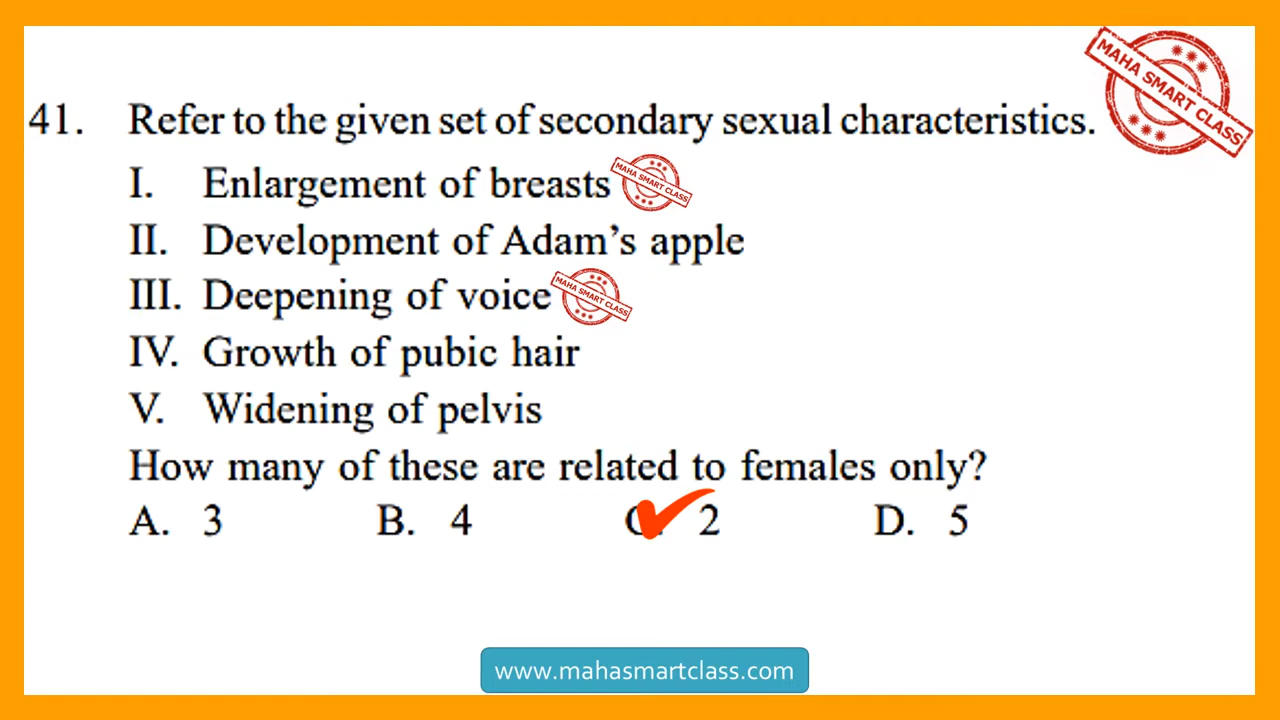 MAHA SMART CLASS
41. Refer to the given set of secondary sexual characteristics.
I. Enlargement of breasts
MAHA SMART CLASS
II. Development of Adam’s apple
III. Deepening of voice
MAHA SMART CLASS
IV. Growth of pubic hair
V. Widening of pelvis
How many of these are related to females only?
A. 3 B. 4 C. 2 D. 5
www.mahasmartclass.com